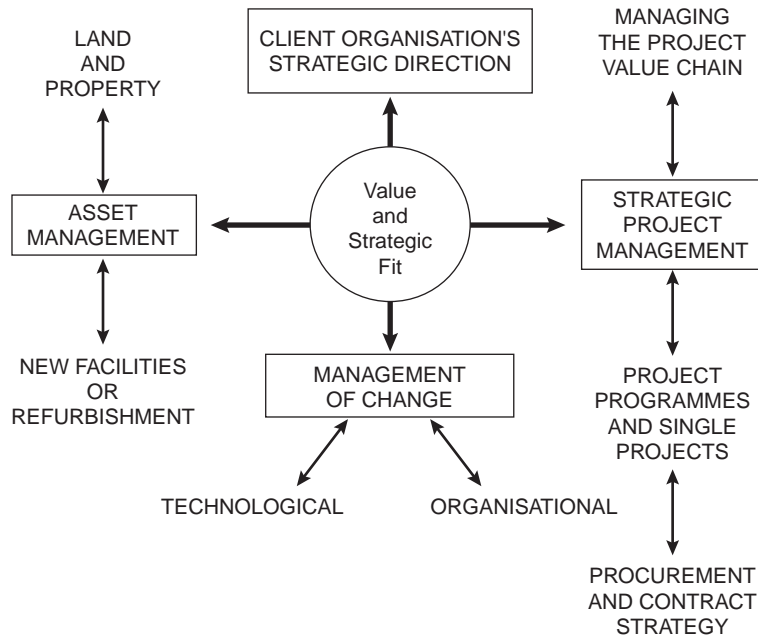 LAND
AND
PROPERTY
CLIENT ORGANISATION'S
STRATEGIC DIRECTION
MANAGING
THE PROJECT
VALUE CHAIN
ASSET
MANAGEMENT
Value
and
Strategic
Fit
STRATEGIC
PROJECT
MANAGEMENT
NEW FACILITIES
OR
REFURBISHMENT
MANAGEMENT
OF CHANGE
PROJECT
PROGRAMMES
AND SINGLE
PROJECTS
TECHNOLOGICAL
ORGANISATIONAL
PROCUREMENT
AND CONTRACT
STRATEGY